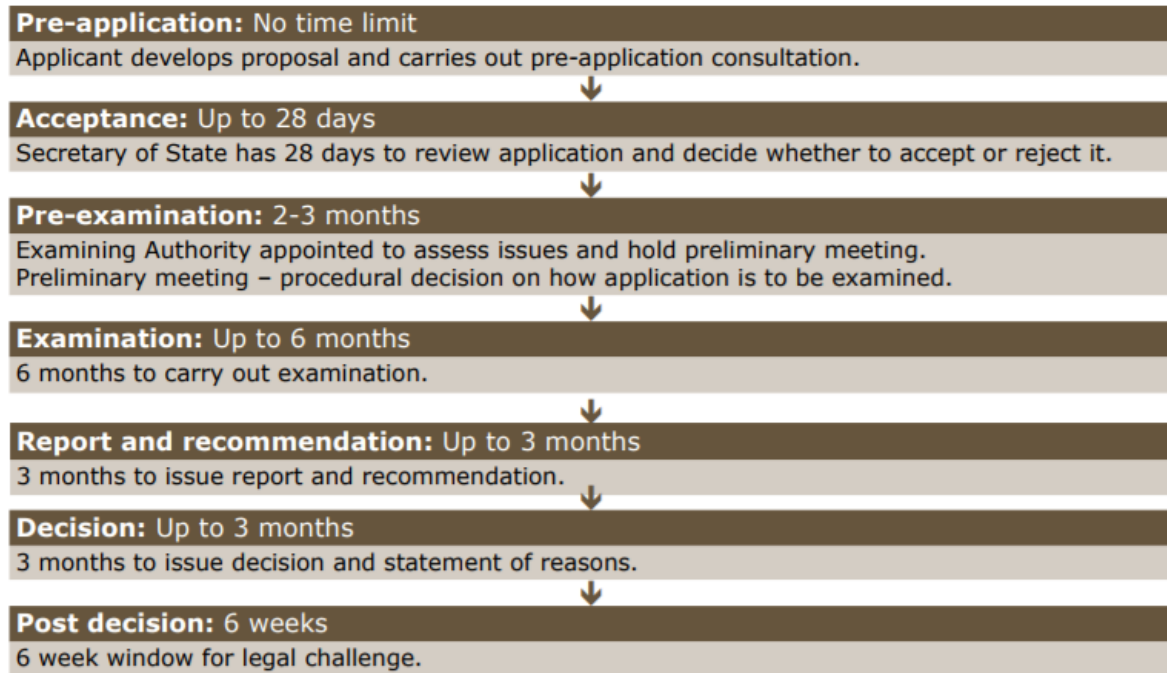 Pre-application: No time limit
Applicant develops proposal and carries out pre-application consultation.
Acceptance: Up to 28 days
Secretary of State has 28 days to review application and decide whether to accept or reject it.
Pre-examination: 2-3 months
Examining Authority appointed to assess issues and hold preliminary meeting.
Preliminary meeting – procedural decision on how application is to be examined.
Examination: Up to 6 months
6 months to carry out examination.
Report and recommendation: Up to 3 months
3 months to issue report and recommendation.
Decision: Up to 3 months
3 months to issue decision and statement of reasons.
Post decision: 6 weeks
6 week window for legal challenge.